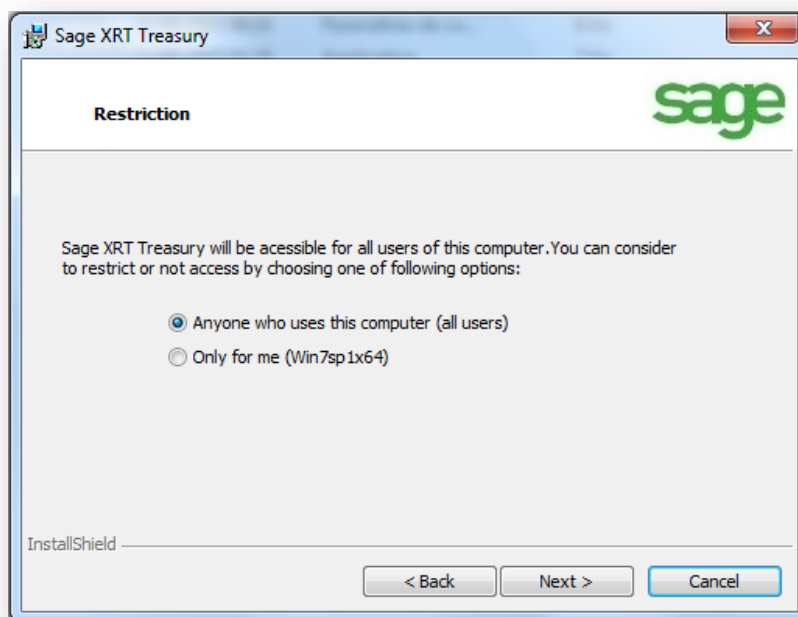 Sage XRT Treasury
Restriction
sage
Sage XRT Treasury will be acessible for all users of this computer.You can consider
to restrict or not access by choosing one of following options:
Anyone who uses this computer (all users)
Only for me (Win7sp1x64)
InstallShield
< Back Next > Cancel